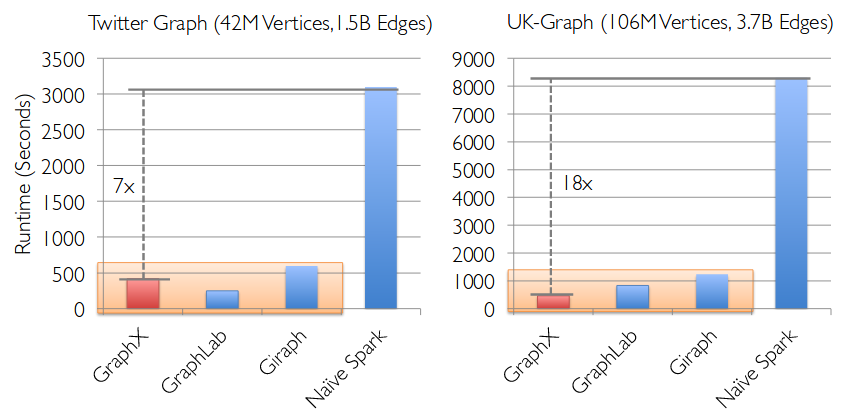 Twitter Graph (42M Vertices,1.5B Edges)
Runtime (Seconds)
3500
3000
2500
2000
1500
1000
500
0
7x
GraphX
GraphLab
Giraph
Naïve Spark
UK-Graph (106M Vertices, 3.7B Edges)
9000
8000
7000
6000
5000
4000
3000
2000
1000
0
18x
GraphX
GraphLab
Giraph
Naïve Spark